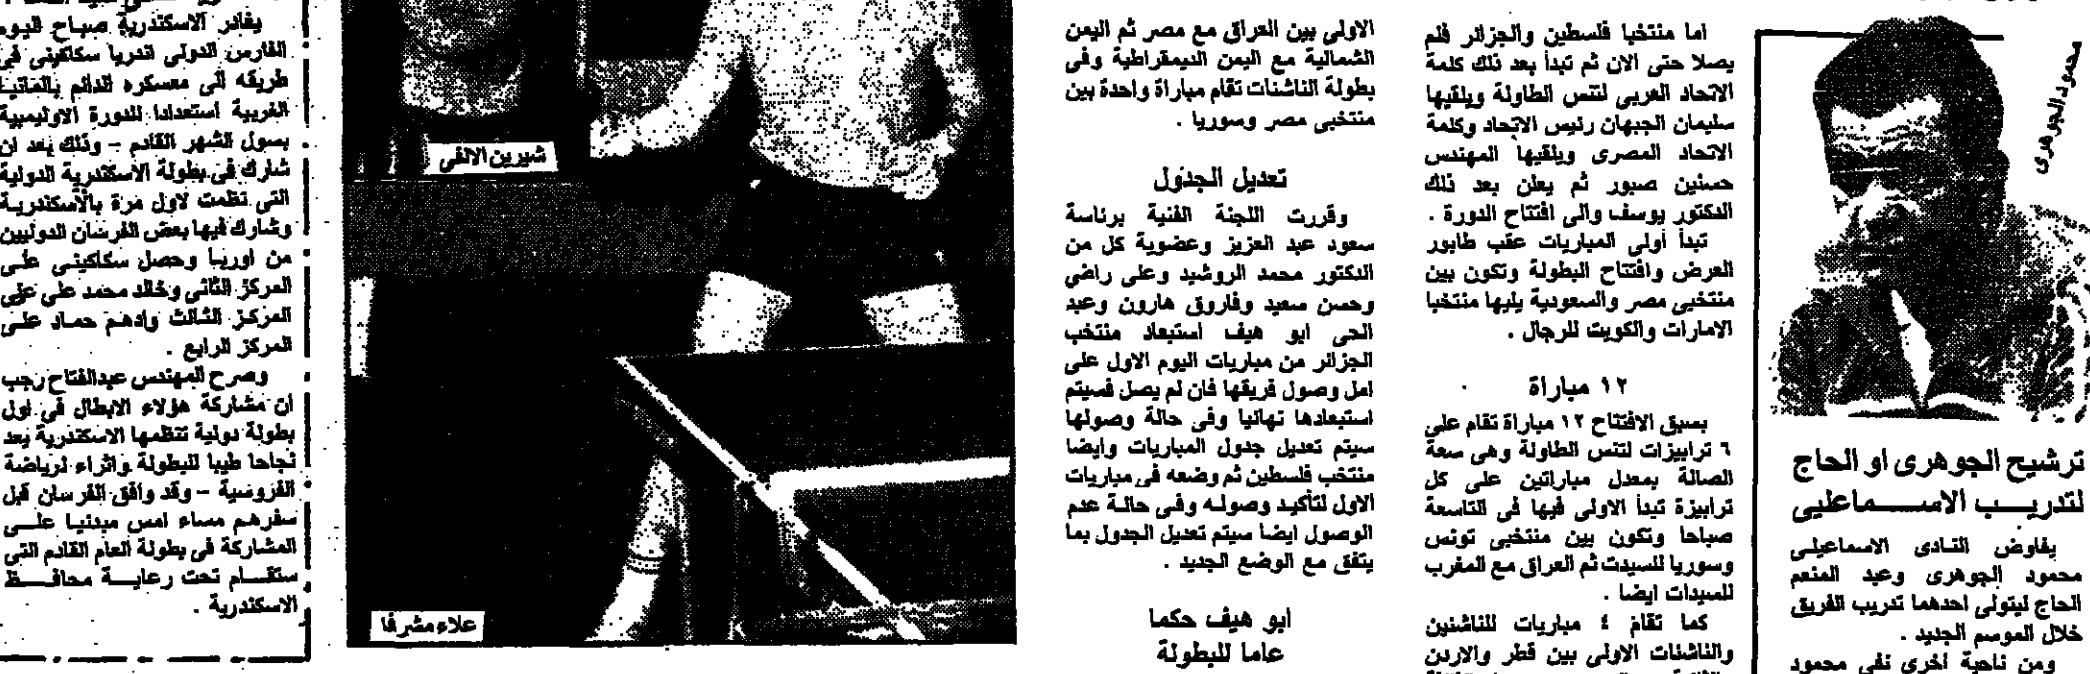 محمود الجوهرى
ترشيح الجوهرى او الحاج
لتدريب الاسماعيلى
يفاوض النادى الاسماعيلى
محمود الجوهرى وعبد المنعم
الحاج ليتولى احدهما تدريب الفريق
خلال الموسم الجديد .
ومن ناحية اخرى نفى محمود
اما منتخبا فلسطين والجزائر فلم
يصلا حتى الان ثم تبدأ بعد ذلك كلمة
الاتحاد العربى لتنس الطاولة ويلقيها
سليمان الجبهان رئيس الاتحاد وكلمة
الاتحاد المصرى ويلقيها المهندس
حسنين صبور ثم يعلن بعد ذلك
الدكتور يوسف والى افتتاح الدورة .
تبدأ أولى المباريات عقب طابور
العرض وافتتاح البطولة وتكون بين
منتخبى مصر والسعودية يليها منتخبا
الامارات والكويت للرجال .
١٢ مباراة
يسبق الافتتاح ١٢ مباراة تقام على
٦ ترابيزات لتنس الطاولة وهى سعة
الصالة بمعدل مباراتين على كل
ترابيزة تبدأ الاولى فيها فى التاسعة
صباحا وتكون بين منتخبى تونس
وسوريا للسيدت ثم العراق مع المغرب
للسيدات ايضا .
كما تقام ٤ مباريات للناشئين
والناشئات الاولى بين قطر والاردن
الاولى بين العراق مع مصر ثم اليمن
الشمالية مع اليمن الديمقراطية وفى
بطولة الناشئات تقام مباراة واحدة بين
منتخبى مصر وسوريا .
تعديل الجدول
وقررت اللجنة الفنية برئاسة
سعود عبد العزيز وعضوية كل من
الدكتور محمد الروشيد وعلى راضى
وحسن سعيد وفاروق هارون وعبد
الحى ابو هيف استبعاد منتخب
الجزائر من مباريات اليوم الاول على
امل وصول فريقها فان لم يصل فسيتم
استبعادها نهائيا وفى حالة وصولها
سيتم تعديل جدول المباريات وايضا
منتخب فلسطين ثم وضعه فى مباريات
الاول لتأكيد وصوله وفى حالة عدم
الوصول ايضا سيتم تعديل الجدول بما
يتفق مع الوضع الجديد .
ابو هيف حكما
عاما للبطولة
شيرين الالفى
علاء مشرفا
يغادر الاسكندرية صباح اليوم
الفارس الدولى اندريا سكاكينى فى
طريقه الى معسكره الدائم بالمانيا
الغربية استعدادا للدورة الاوليمبية
بسول الشهر القادم - وذلك بعد ان
شارك فى بطولة الاسكندرية الدولية
التى نظمت لاول مرة بالاسكندرية
وشارك فيها بعض الفرسان الدوليين
من اوربا وحصل سكاكينى على
المركز الثانى وخالد محمد على على
المركز الثالث وادهم حماد على
المركز الرابع .
وصرح المهندس عبدالفتاح رجب
ان مشاركة هؤلاء الابطال فى اول
بطولة دولية تنظمها الاسكندرية يعد
نجاحا طيبا للبطولة واثراء لرياضة
الفروسية - وقد وافق الفرسان قبل
سفرهم مساء امس مبدئيا على
المشاركة فى بطولة العام القادم التى
ستقام تحت رعاية محافظ
الاسكندرية .